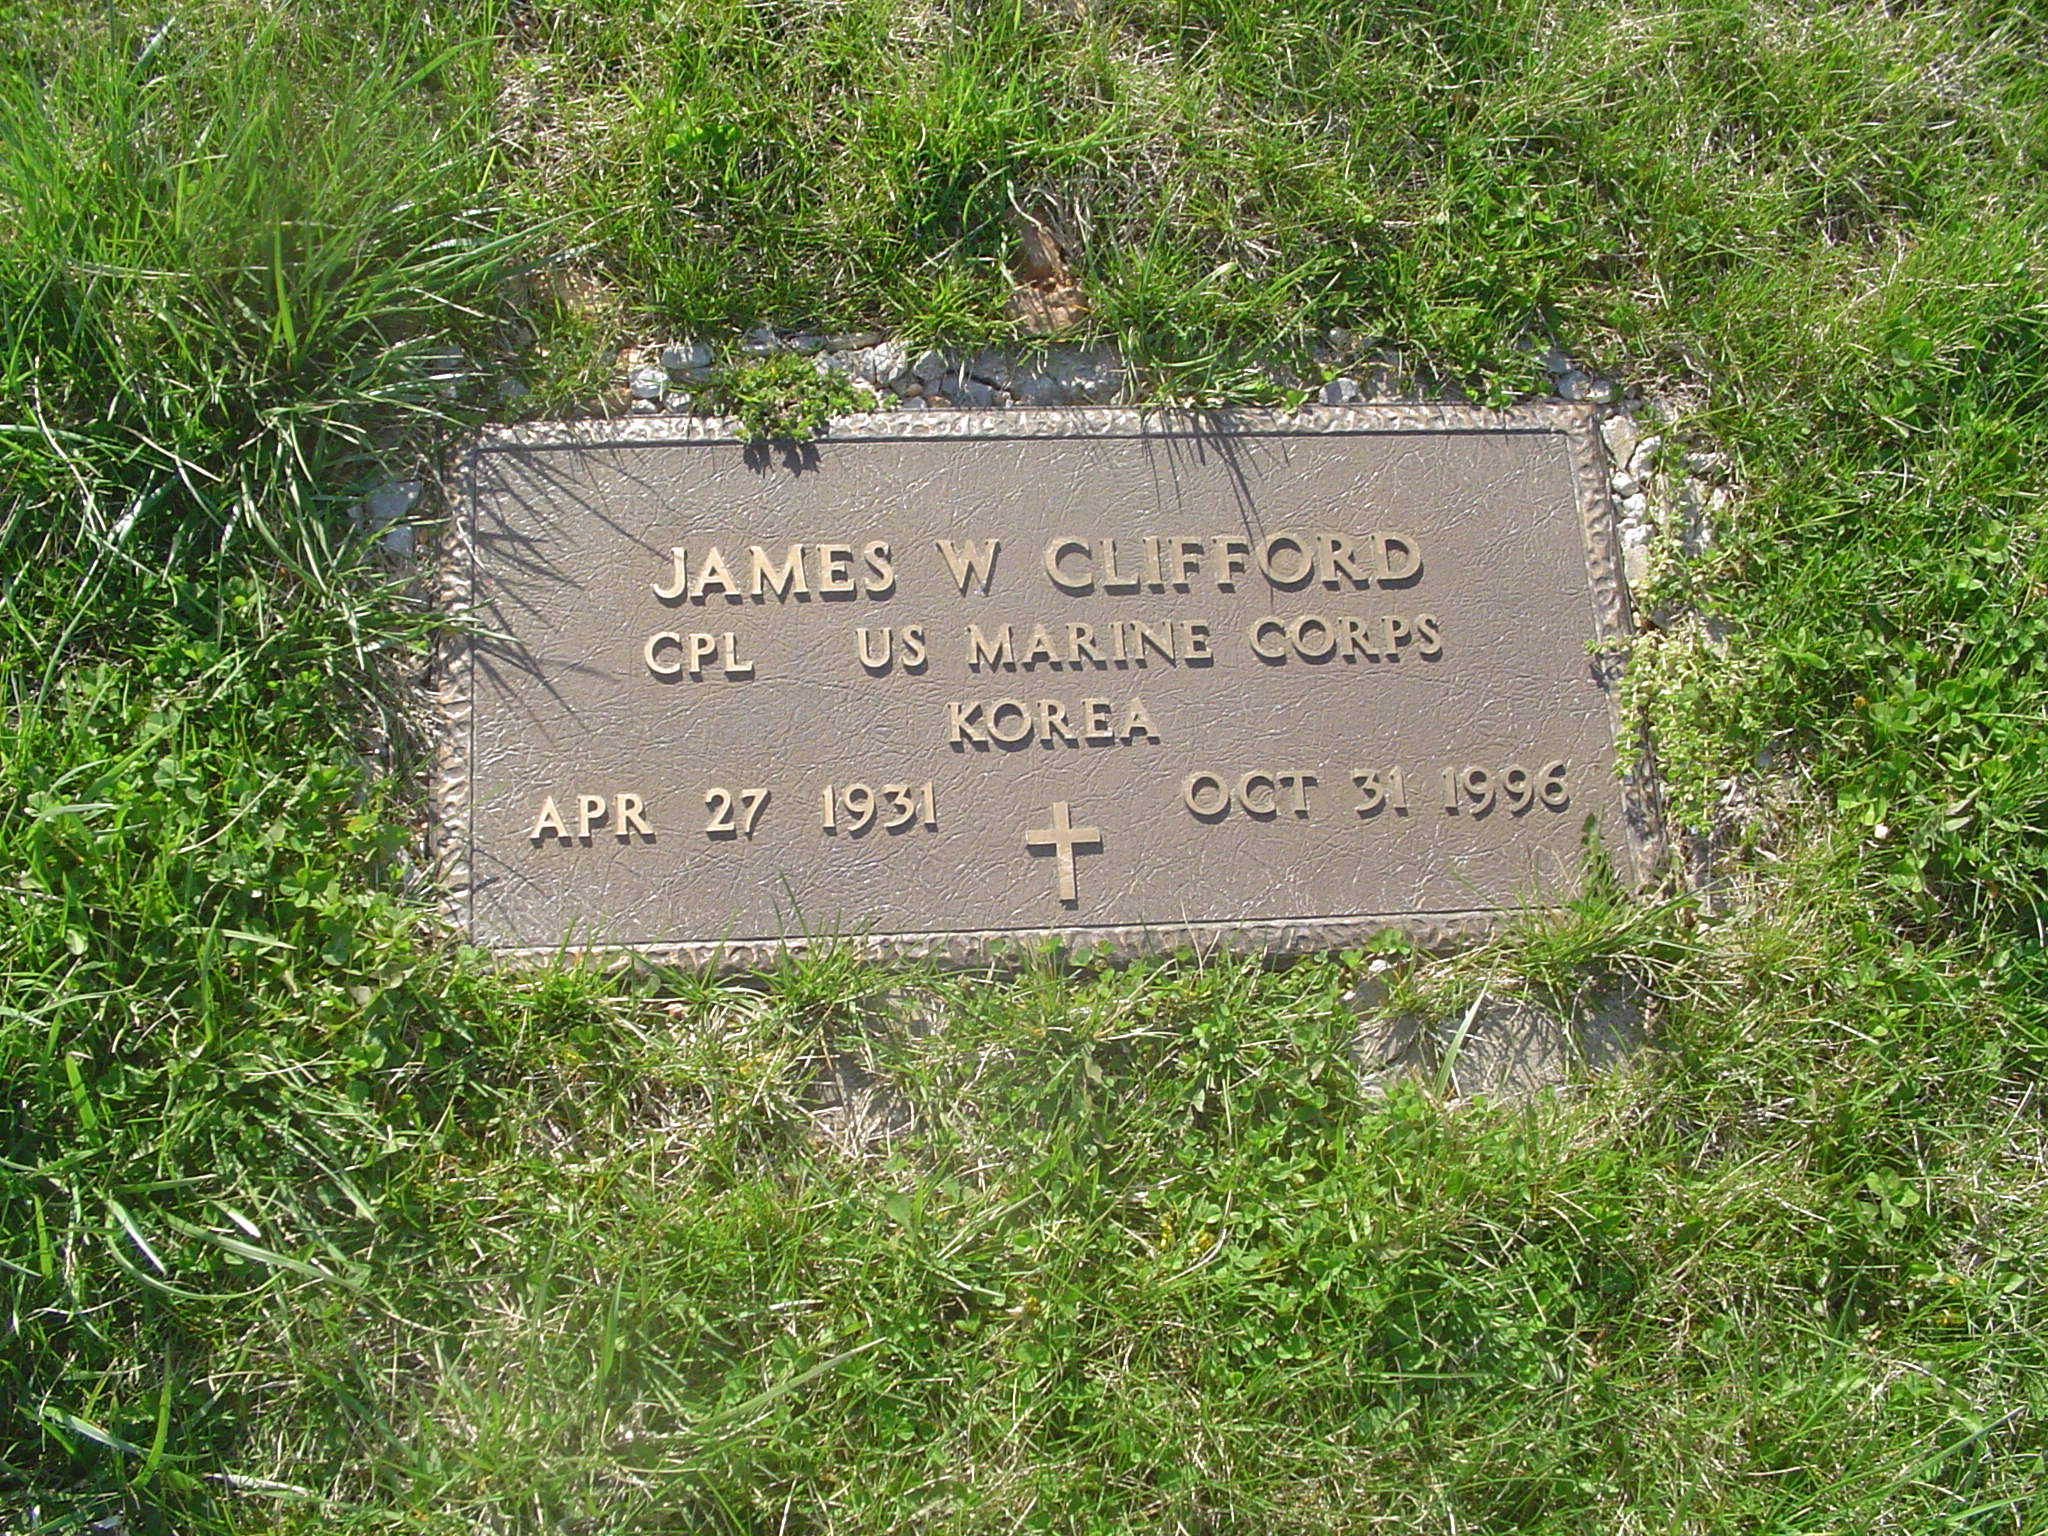 JAMES W CLIFFORD
CPL US MARINE CORPS
KOREA
APR 27 1931 OCT 31 1996